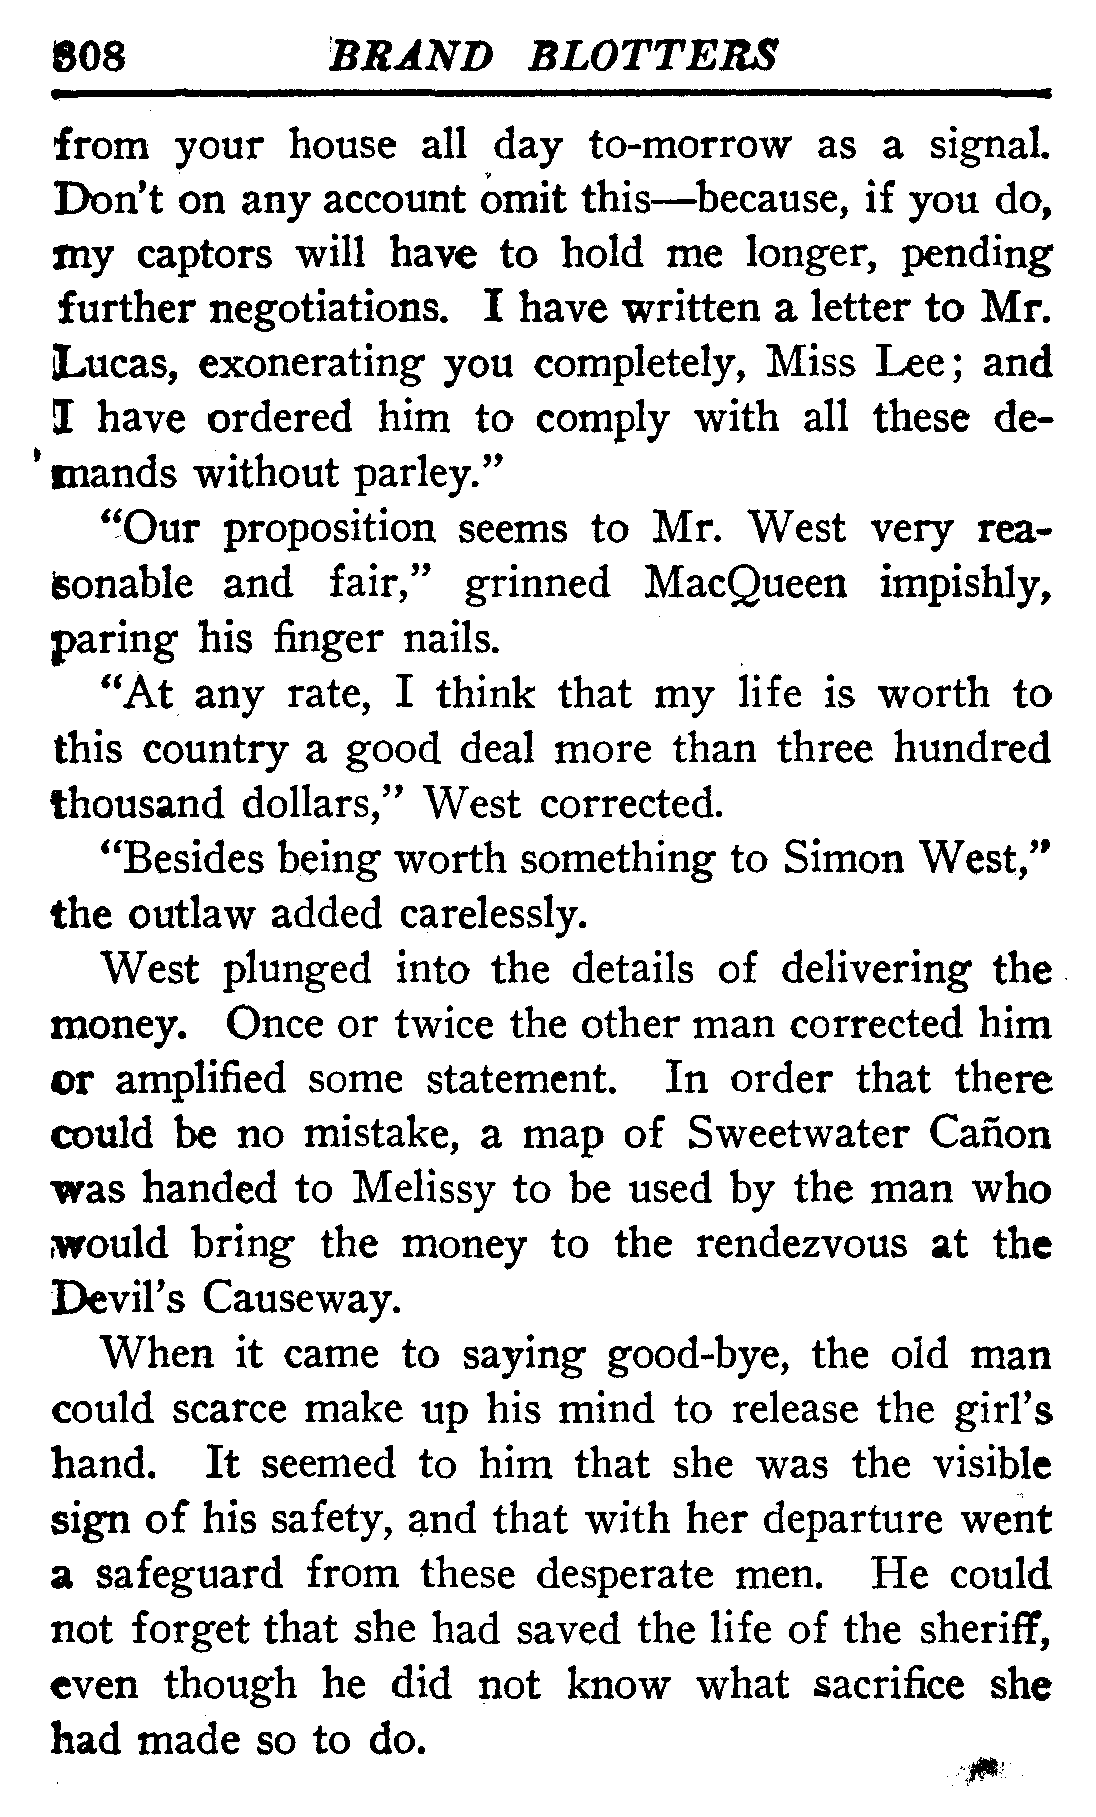 308 BRAND BLOTTERS
from your house all day to-morrow as a signal.
Don't on any account omit this—because, if you do,
my captors will have to hold me longer, pending
further negotiations. I have written a letter to Mr.
Lucas, exonerating you completely, Miss Lee; and
I have ordered him to comply with all these de-
mands without parley."
"Our proposition seems to Mr. West very rea-
sonable and fair," grinned MacQueen impishly,
paring his finger nails.
"At any rate, I think that my life is worth to
this country a good deal more than three hundred
thousand dollars," West corrected.
"Besides being worth something to Simon West,"
the outlaw added carelessly.
West plunged into the details of delivering the
money. Once or twice the other man corrected him
or amplified some statement. In order that there
could be no mistake, a map of Sweetwater Cañon
was handed to Melissy to be used by the man who
would bring the money to the rendezvous at the
Devil's Causeway.
When it came to saying good-bye, the old man
could scarce make up his mind to release the girl's
hand. It seemed to him that she was the visible
sign of his safety, and that with her departure went
a safeguard from these desperate men. He could
not forget that she had saved the life of the sheriff,
even though he did not know what sacrifice she
had made so to do.